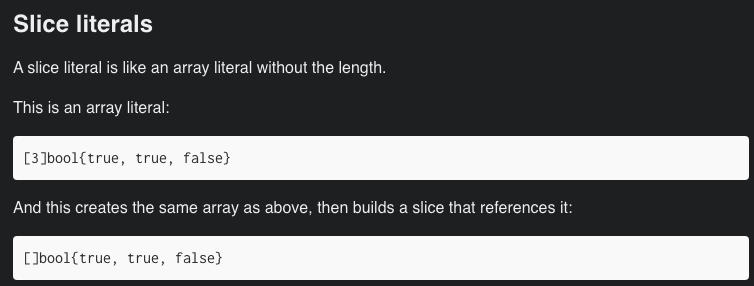 Slice literals
A slice literal is like an array literal without the length.
This is an array literal:
[3]bool{true, true, false}
And this creates the same array as above, then builds a slice that references it:
[]bool{true, true, false}